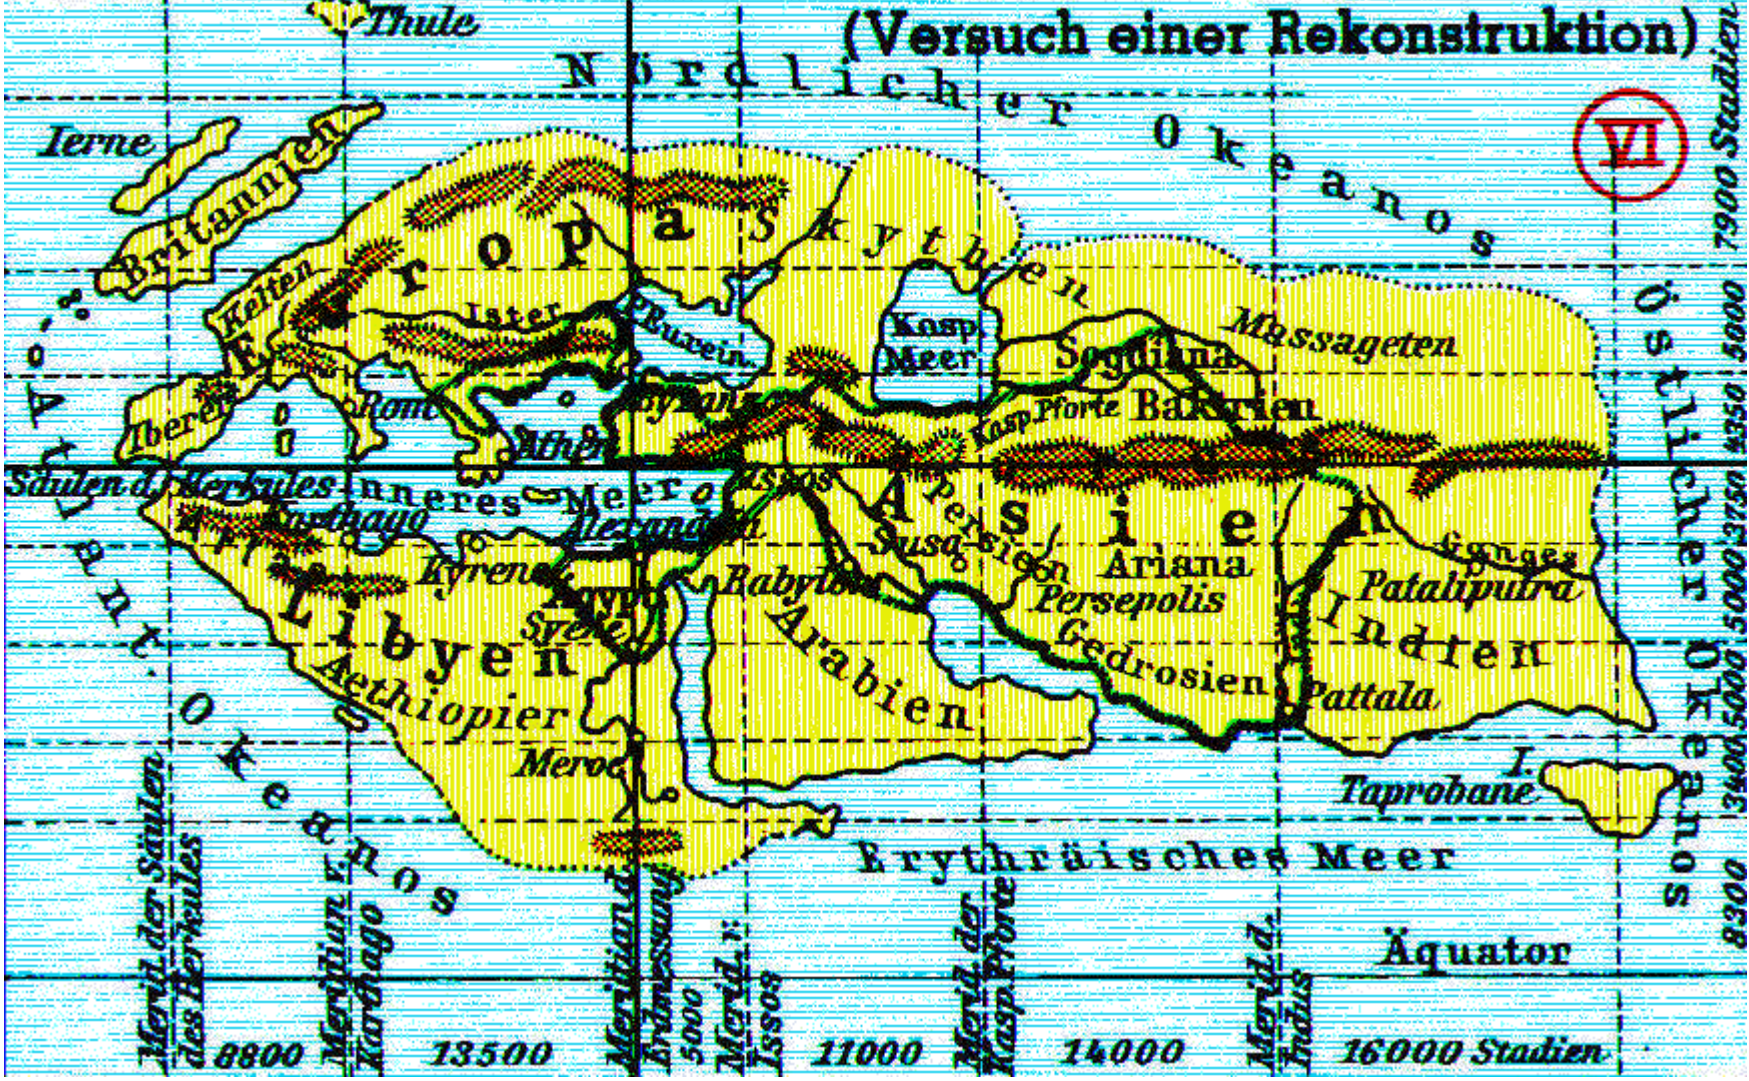 Thule
(Versuch einer Rekonstruktion)
Nördlicher Okeanos
VI
7900 Stadien
Ierne
Britannien
Europa
Skythen
Kelten
Ister
P. Euxein.
Kasp. Meer
Sogdiana
Massageten
Östlicher Okeanos
5000
Iberer
Rom
Athen
Byzanz
Kasp. Pforte
Baktrien
4350
Säulen d. Herkules
Inneres Meer
Issos
Asien
3750
Atlant. Okeanos
Karthago
Alexandria
Persien
Susa
Kyrene
Babylon
Ariana
Ganges
5000
Ägypt.
Persepolis
Pataliputra
Libyen
Syene
Arabien
Gedrosien
Indus
Indien
5000
Aethiopier
Pattala
Meroe
I. Taprobane
3400
Erythräisches Meer
8300
Äquator
Merid. der Säulen des Herkules
Meridian v. Karthago
Meridian d. Erdmessung
Merid. v. Issos
Merid. der Kasp. Pforte
Merid. d. Indus
8800
13500
5000
11000
14000
16000 Stadien